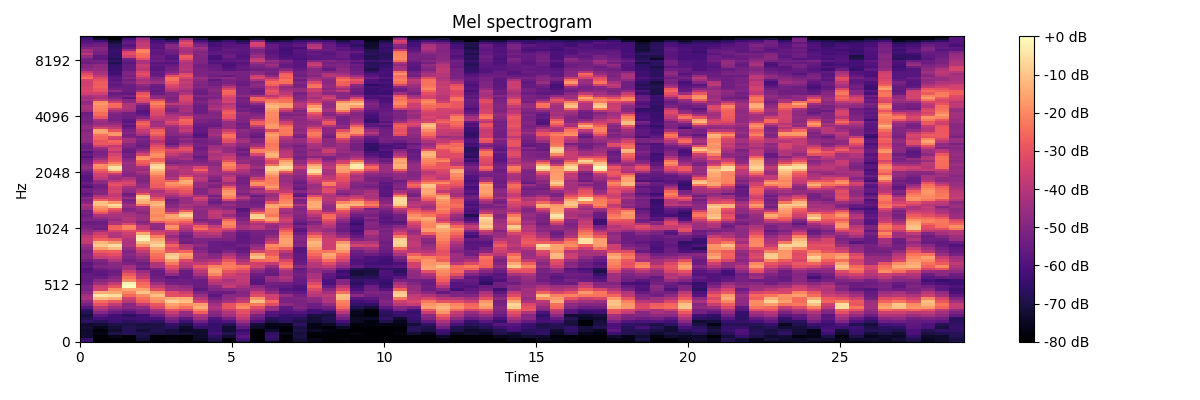 Mel spectrogram
8192
4096
2048
1024
512
0
Hz
0 5 10 15 20 25
Time
+0 dB
-10 dB
-20 dB
-30 dB
-40 dB
-50 dB
-60 dB
-70 dB
-80 dB